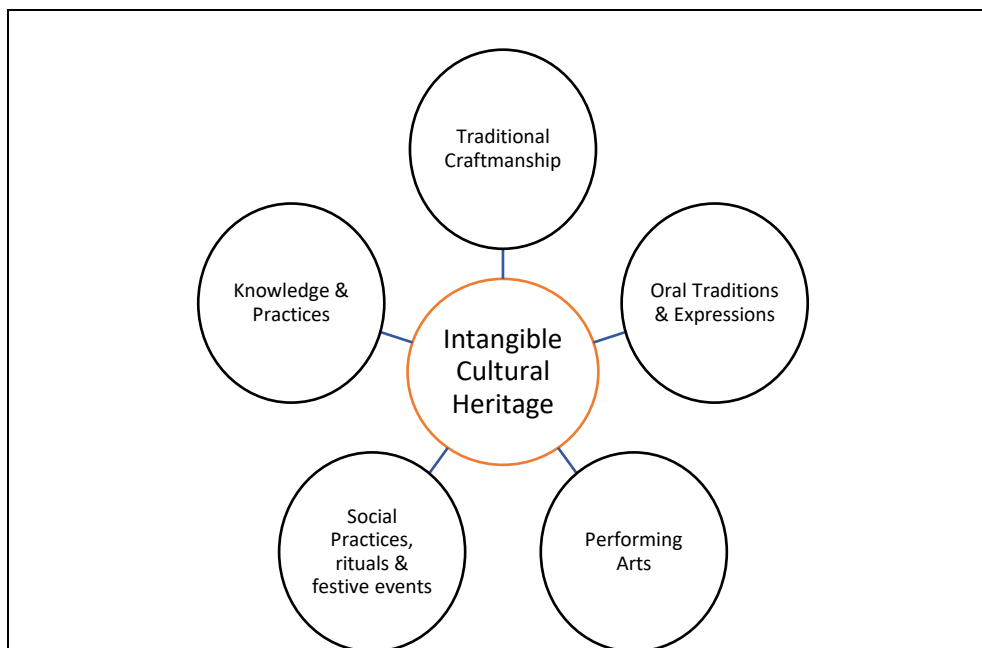 Traditional
Craftmanship
Knowledge &
Practices
Oral Traditions
& Expressions
Intangible
Cultural
Heritage
Social
Practices,
rituals &
festive events
Performing
Arts